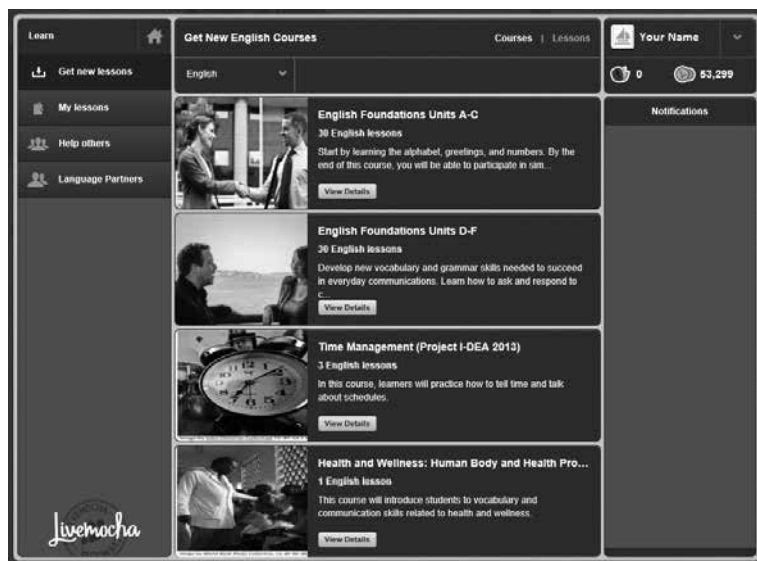 Learn
Get new lessons
My lessons
Help others
Language Partners
Livemocha
Get New English Courses
Courses | Lessons
English
English Foundations Units A-C
30 English lessons
Start by learning the alphabet, greetings, and numbers. By the
end of this course, you will be able to participate in sim...
View Details
English Foundations Units D-F
30 English lessons
Develop new vocabulary and grammar skills needed to succeed
in everyday communications. Learn how to ask and respond to
c...
View Details
Time Management (Project I-DEA 2013)
3 English lessons
In this course, learners will practice how to tell time and talk
about schedules.
View Details
Health and Wellness: Human Body and Health Pro...
1 English lesson
This course will introduce students to vocabulary and
communication skills related to health and wellness.
View Details
Your Name
0
53,299
Notifications